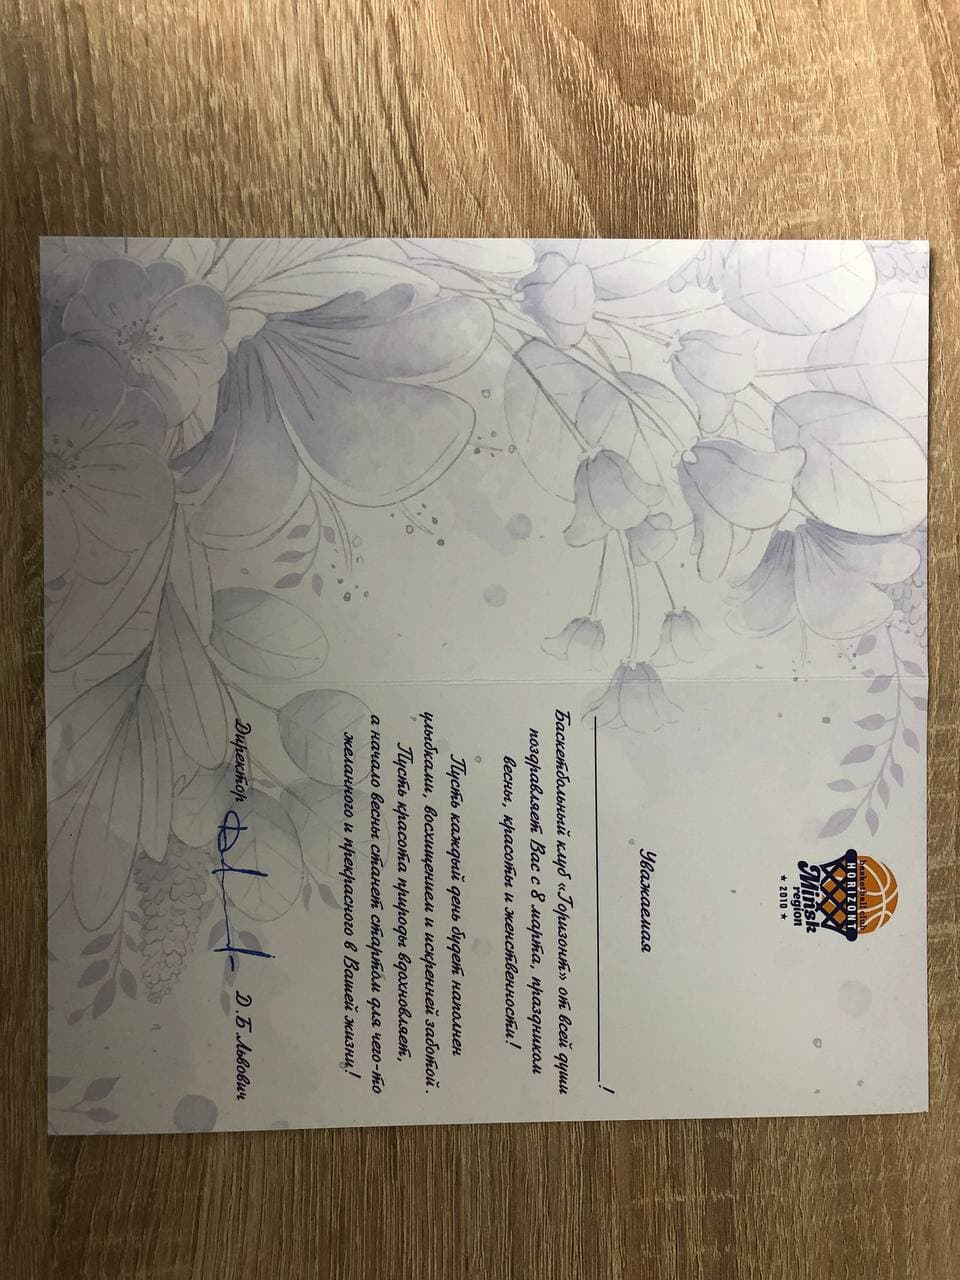 basketball club
HORIZONT
Minsk
region
★ 2010 ★
Уважаемая
!
Баскетбольный клуб «Горизонт» от всей души
поздравляет Вас с 8 марта, праздником
весны, красоты и женственности!
Пусть каждый день будет наполнен
улыбками, восхищением и искренней заботой.
Пусть красота природы вдохновляет,
а начало весны станет стартом для чего-то
желанного и прекрасного в Вашей жизни!
Директор Д.Б.Львович